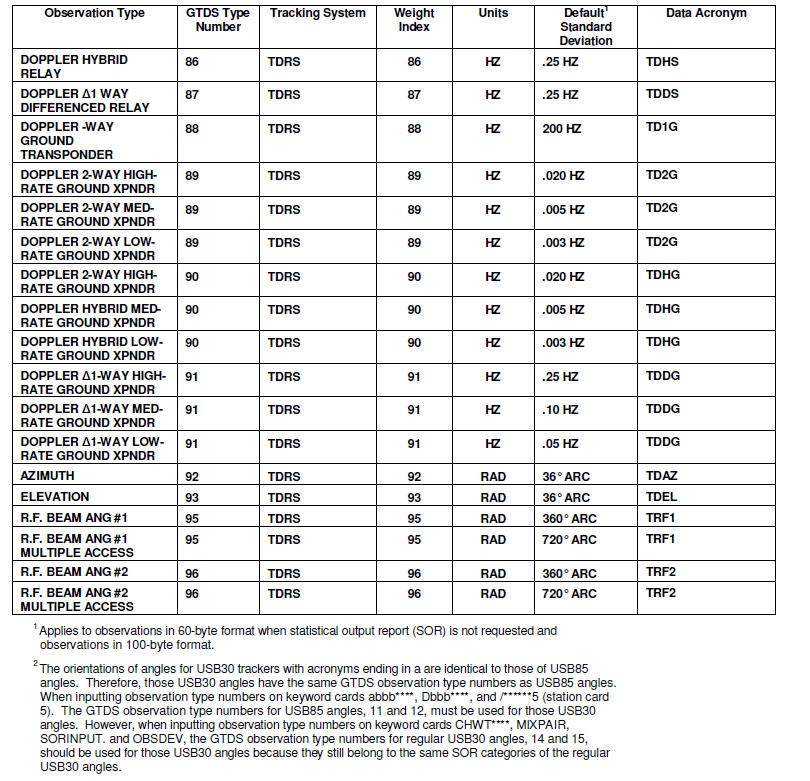 Observation Type GTDS Type Number Tracking System Weight Index Units Default1 Standard Deviation Data Acronym
DOPPLER HYBRID RELAY 86 TDRS 86 HZ .25 HZ TDHS
DOPPLER Δ1 WAY DIFFERENCED RELAY 87 TDRS 87 HZ .25 HZ TDDS
DOPPLER -WAY GROUND TRANSPONDER 88 TDRS 88 HZ 200 HZ TD1G
DOPPLER 2-WAY HIGH-RATE GROUND XPNDR 89 TDRS 89 HZ .020 HZ TD2G
DOPPLER 2-WAY MED-RATE GROUND XPNDR 89 TDRS 89 HZ .005 HZ TD2G
DOPPLER 2-WAY LOW-RATE GROUND XPNDR 89 TDRS 89 HZ .003 HZ TD2G
DOPPLER 2-WAY HIGH-RATE GROUND XPNDR 90 TDRS 90 HZ .020 HZ TDHG
DOPPLER HYBRID MED-RATE GROUND XPNDR 90 TDRS 90 HZ .005 HZ TDHG
DOPPLER HYBRID LOW-RATE GROUND XPNDR 90 TDRS 90 HZ .003 HZ TDHG
DOPPLER Δ1-WAY HIGH-RATE GROUND XPNDR 91 TDRS 91 HZ .25 HZ TDDG
DOPPLER Δ1-WAY MED-RATE GROUND XPNDR 91 TDRS 91 HZ .10 HZ TDDG
DOPPLER Δ1-WAY LOW-RATE GROUND XPNDR 91 TDRS 91 HZ .05 HZ TDDG
AZIMUTH 92 TDRS 92 RAD 36° ARC TDAZ
ELEVATION 93 TDRS 93 RAD 36° ARC TDEL
R.F. BEAM ANG #1 95 TDRS 95 RAD 360° ARC TRF1
R.F. BEAM ANG #1 MULTIPLE ACCESS 95 TDRS 95 RAD 720° ARC TRF1
R.F. BEAM ANG #2 96 TDRS 96 RAD 360° ARC TRF2
R.F. BEAM ANG #2 MULTIPLE ACCESS 96 TDRS 96 RAD 720° ARC TRF2
1 Applies to observations in 60-byte format when statistical output report (SOR) is not requested and
observations in 100-byte format.
2 The orientations of angles for USB30 trackers with acronyms ending in a are identical to those of USB85
angles. Therefore, those USB30 angles have the same GTDS observation type numbers as USB85 angles.
When inputting observation type numbers on keyword cards abbb****, Dbbb****, and /******5 (station card
5). The GTDS observation type numbers for USB85 angles, 11 and 12, must be used for those USB30
angles. However, when inputting observation type numbers on keyword cards CHWT****, MIXPAIR,
SORINPUT. and OBSDEV, the GTDS observation type numbers for regular USB30 angles, 14 and 15,
should be used for those USB30 angles because they still belong to the same SOR categories of the regular
USB30 angles.